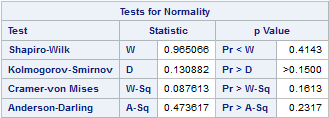 Tests for Normality
Test Statistic p Value
Shapiro-Wilk W 0.965066 Pr < W 0.4143
Kolmogorov-Smirnov D 0.130882 Pr > D >0.1500
Cramer-von Mises W-Sq 0.087613 Pr > W-Sq 0.1613
Anderson-Darling A-Sq 0.473617 Pr > A-Sq 0.2317